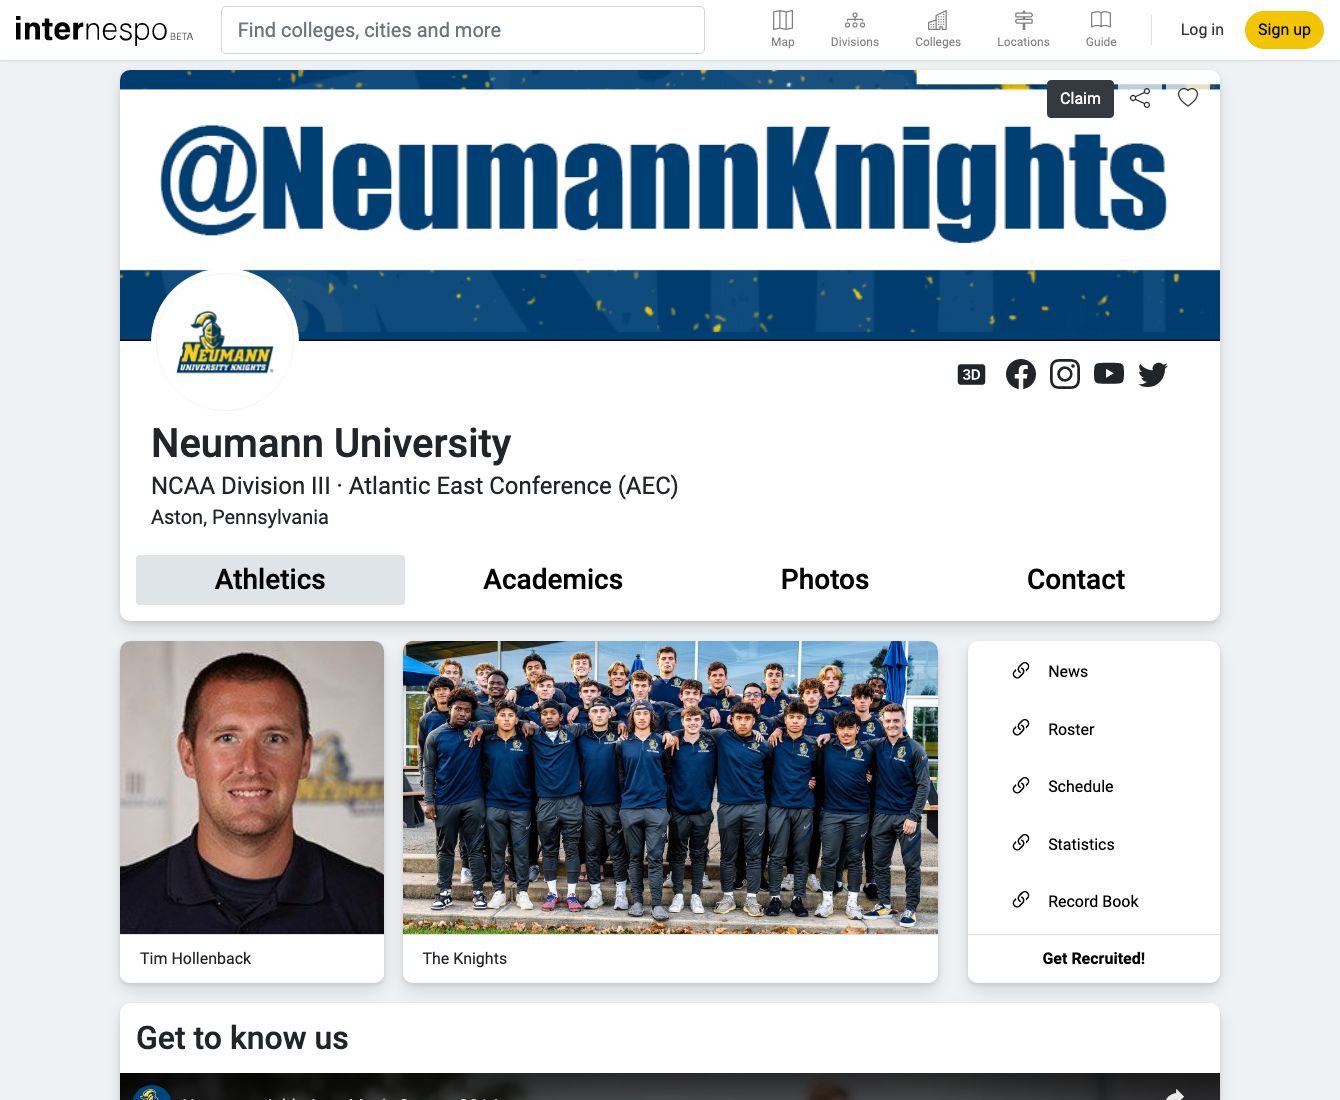 internespo BETA
Find colleges, cities and more
Map
Divisions
Colleges
Locations
Guide
Log in
Sign up
Claim
@NeumannKnights
NEUMANN
UNIVERSITY KNIGHTS
3D
Neumann University
NCAA Division III · Atlantic East Conference (AEC)
Aston, Pennsylvania
Athletics
Academics
Photos
Contact
News
Roster
Schedule
Statistics
Record Book
Tim Hollenback
The Knights
Get Recruited!
Get to know us